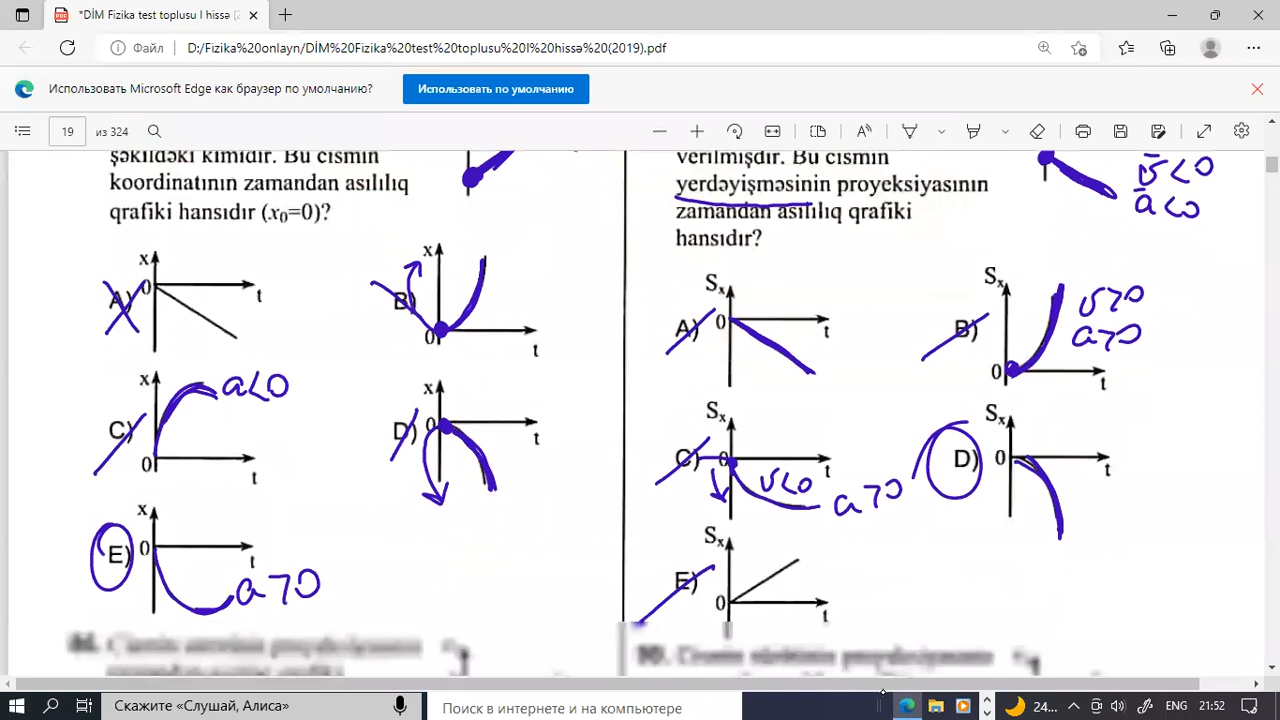 *DİM Fizika test toplusu I hissə (
Файл
D:/Fizika%20onlayn/DİM%20Fizika%20test%20toplusu%20I%20hissə%20(2019).pdf
Использовать Microsoft Edge как браузер по умолчанию?
Использовать по умолчанию
19 из 324
şəkildəki kimidir. Bu cismin
koordinatının zamandan asılılıq
qrafiki hansıdır (x₀=0)?
A)
x
0
t
B)
x
0
t
C)
x
0
t
a<0
D)
x
0
t
E)
x
0
t
a>0
verilmişdir. Bu cismin
yerdəyişməsinin proyeksiyasının
zamandan asılılıq qrafiki
hansıdır?
v<0
a<0
A)
Sx
0
t
B)
Sx
0
t
v>0
a>0
C)
Sx
0
t
v<0
a>0
D)
Sx
0
t
E)
Sx
0
t
Скажите «Слушай, Алиса»
Поиск в интернете и на компьютере
24...
ENG
21:52